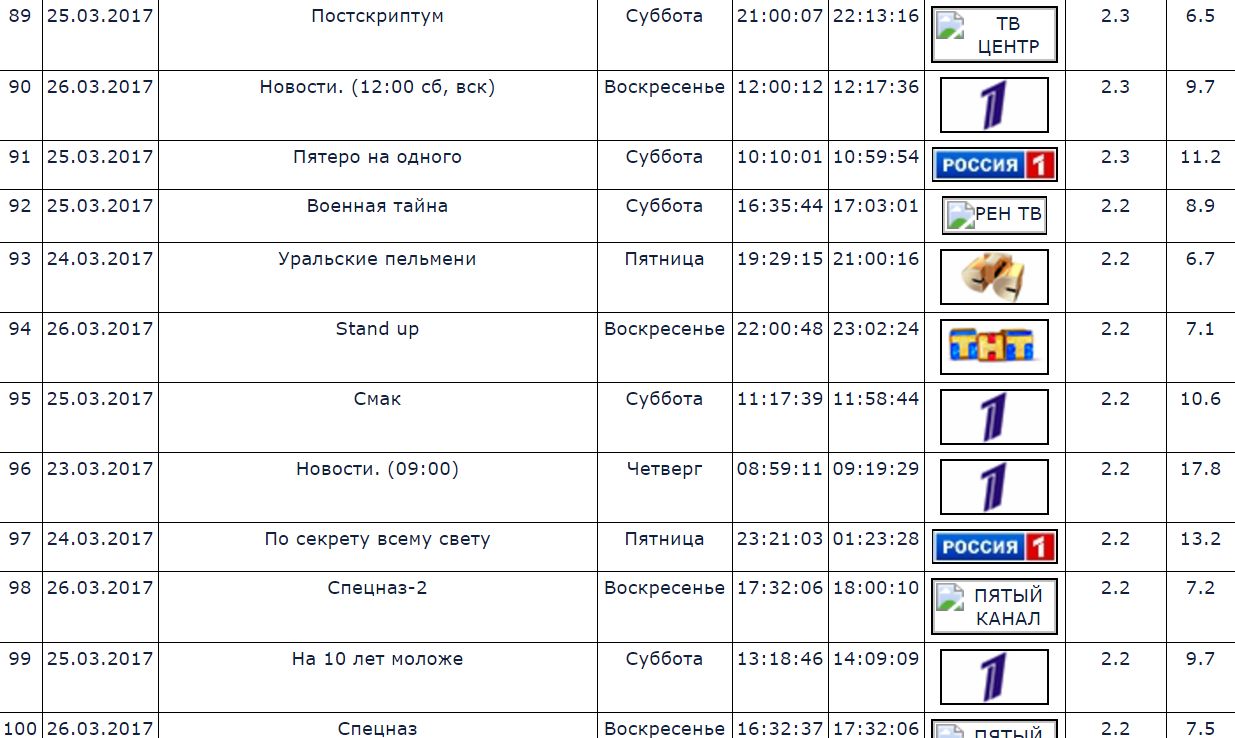 89 25.03.2017 Постскриптум Суббота 21:00:07 22:13:16 ТВ ЦЕНТР 2.3 6.5
90 26.03.2017 Новости. (12:00 сб, вск) Воскресенье 12:00:12 12:17:36 1 2.3 9.7
91 25.03.2017 Пятеро на одного Суббота 10:10:01 10:59:54 РОССИЯ 1 2.3 11.2
92 25.03.2017 Военная тайна Суббота 16:35:44 17:03:01 РЕН ТВ 2.2 8.9
93 24.03.2017 Уральские пельмени Пятница 19:29:15 21:00:16 СТС 2.2 6.7
94 26.03.2017 Stand up Воскресенье 22:00:48 23:02:24 ТНТ 2.2 7.1
95 25.03.2017 Смак Суббота 11:17:39 11:58:44 1 2.2 10.6
96 23.03.2017 Новости. (09:00) Четверг 08:59:11 09:19:29 1 2.2 17.8
97 24.03.2017 По секрету всему свету Пятница 23:21:03 01:23:28 РОССИЯ 1 2.2 13.2
98 26.03.2017 Спецназ-2 Воскресенье 17:32:06 18:00:10 ПЯТЫЙ КАНАЛ 2.2 7.2
99 25.03.2017 На 10 лет моложе Суббота 13:18:46 14:09:09 1 2.2 9.7
100 26.03.2017 Спецназ Воскресенье 16:32:37 17:32:06 ПЯТЫЙ 2.2 7.5